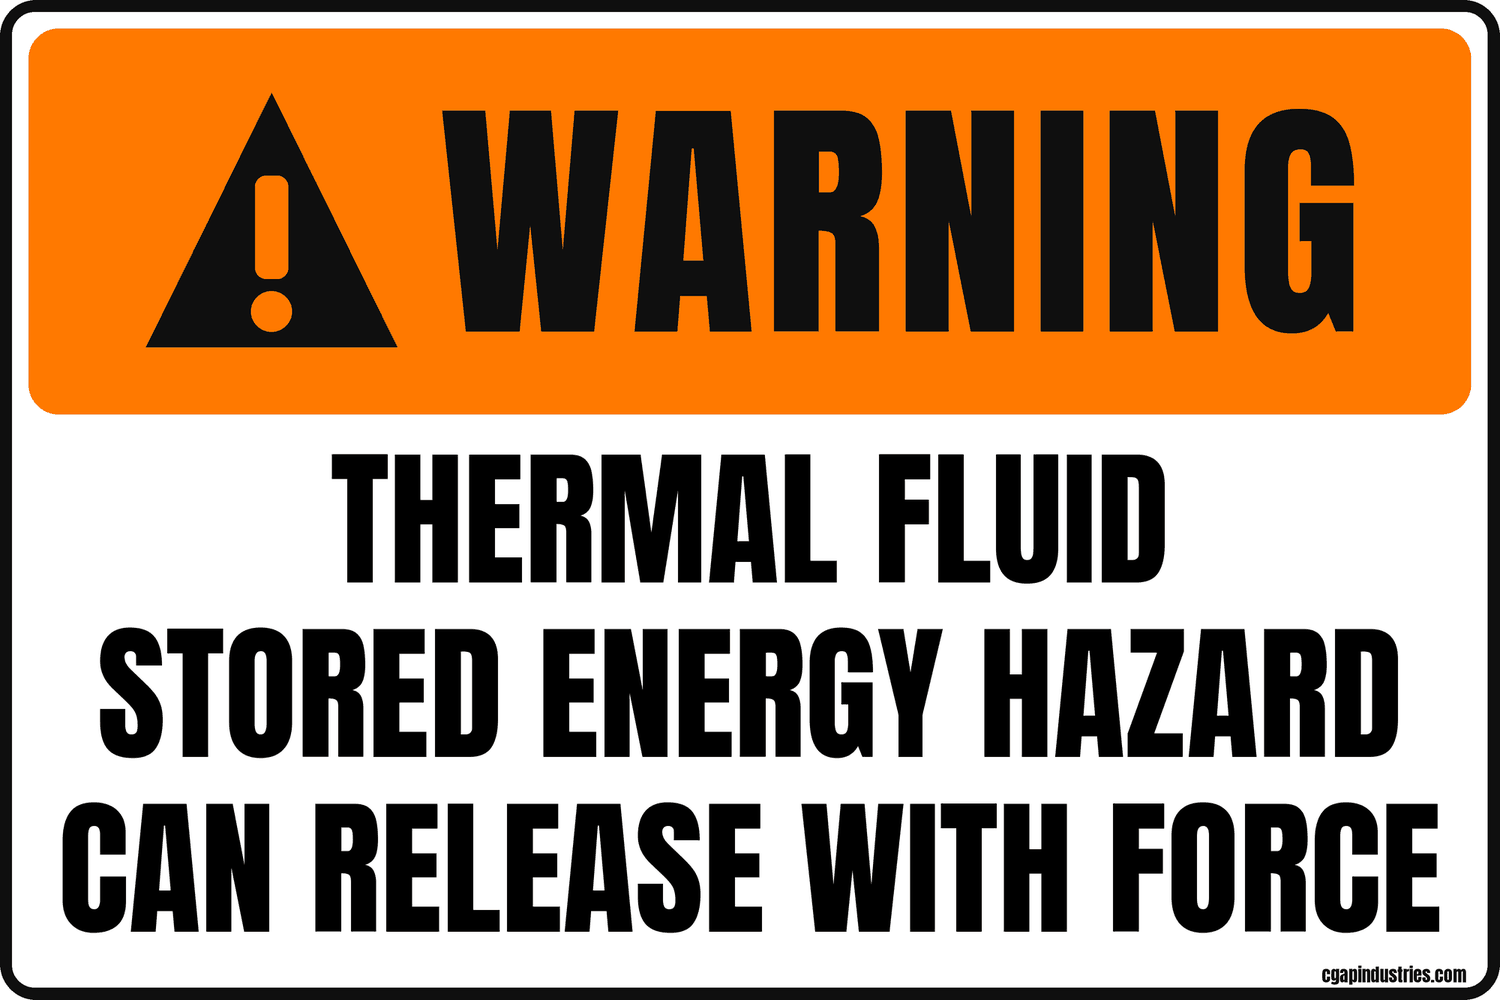 WARNING
THERMAL FLUID
STORED ENERGY HAZARD
CAN RELEASE WITH FORCE
cgapindustries.com